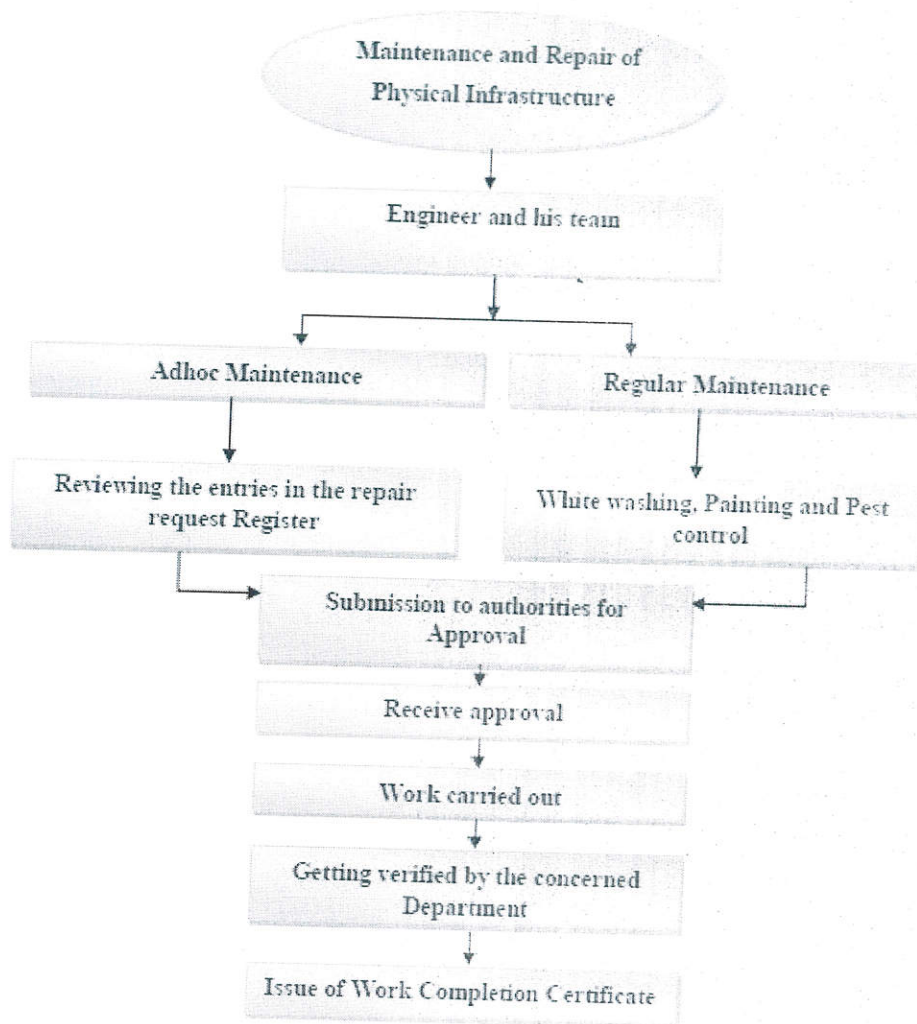 Maintenance and Repair of
Physical Infrastructure
Engineer and his team
Adhoc Maintenance
Regular Maintenance
Reviewing the entries in the repair
request Register
White washing, Painting and Pest
control
Submission to authorities for
Approval
Receive approval
Work carried out
Getting verified by the concerned
Department
Issue of Work Completion Certificate